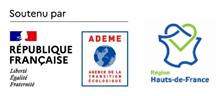 Soutenu par
RÉPUBLIQUE
FRANÇAISE
Liberté
Égalité
Fraternité
ADEME
AGENCE DE LA
TRANSITION
ÉCOLOGIQUE
Région
Hauts-de-France